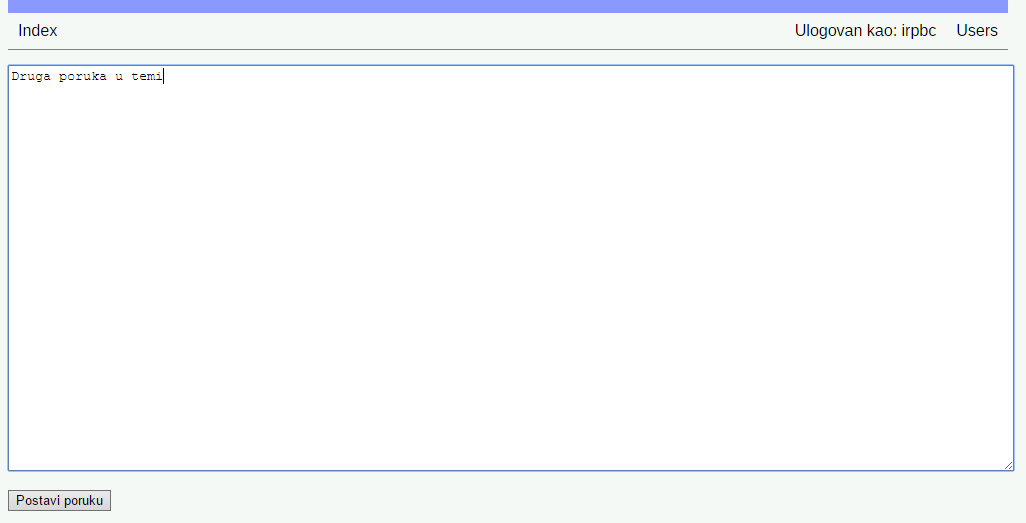 Index Ulogovan kao: irpbc Users
Druga poruka u temi
Postavi poruku